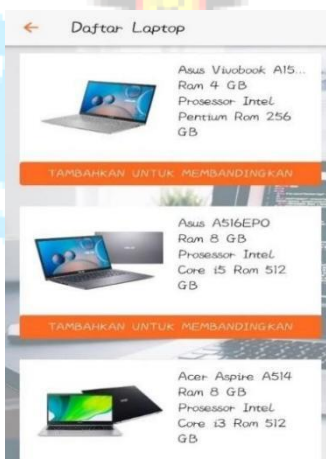 Daftar Laptop
Asus Vivobook A15...
Ram 4 GB
Prosessor Intel
Pentium Rom 256
GB
TAMBAHKAN UNTUK MEMBANDINGKAN
Asus A516EPO
Ram 8 GB
Prosessor Intel
Core i5 Rom 512
GB
TAMBAHKAN UNTUK MEMBANDINGKAN
Acer Aspire A514
Ram 8 GB
Prosessor Intel
Core i3 Rom 512
GB